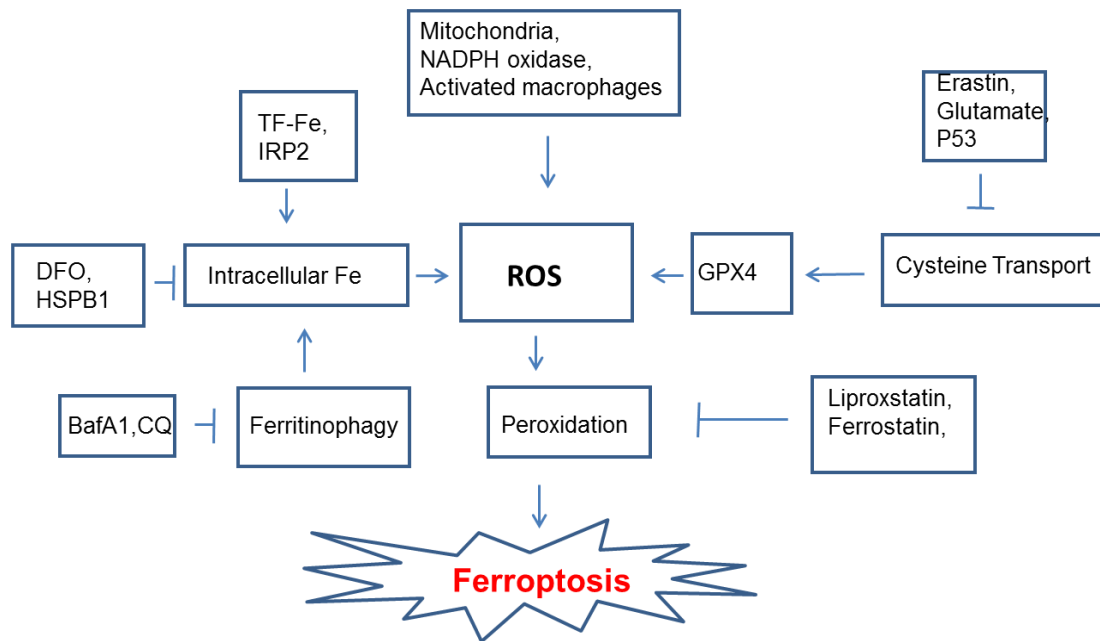 Mitochondria,
NADPH oxidase,
Activated macrophages
Erastin,
Glutamate,
P53
TF-Fe,
IRP2
DFO,
HSPB1
Intracellular Fe
ROS
GPX4
Cysteine Transport
BafA1,CQ
Ferritinophagy
Peroxidation
Liproxstatin,
Ferrostatin,
Ferroptosis